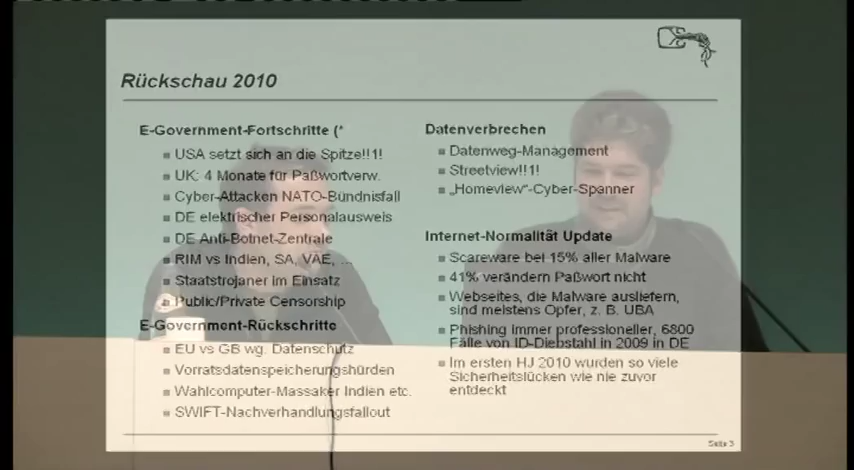 Rückschau 2010
E-Government-Fortschritte (*
USA setzt sich an die Spitze!!1!
UK: 4 Monate für Paßwortverw.
Cyber-Attacken NATO-Bündnisfall
DE elektrischer Personalausweis
DE Anti-Botnet-Zentrale
RIM vs Indien, SA, VAE, ...
Staatstrojaner im Einsatz
Public/Private Censorship
E-Government-Rückschritte
EU vs GB wg. Datenschutz
Vorratsdatenspeicherungshürden
Wahlcomputer-Massaker Indien etc.
SWIFT-Nachverhandlungsfallout
Datenverbrechen
Datenweg-Management
Streetview!!1!
„Homeview“-Cyber-Spanner
Internet-Normalität Update
Scareware bei 15% aller Malware
41% verändern Paßwort nicht
Webseites, die Malware ausliefern,
sind meistens Opfer, z. B. UBA
Phishing immer professioneller, 6800
Fälle von ID-Diebstahl in 2009 in DE
Im ersten HJ 2010 wurden so viele
Sicherheitslücken wie nie zuvor
entdeckt
Seite 3